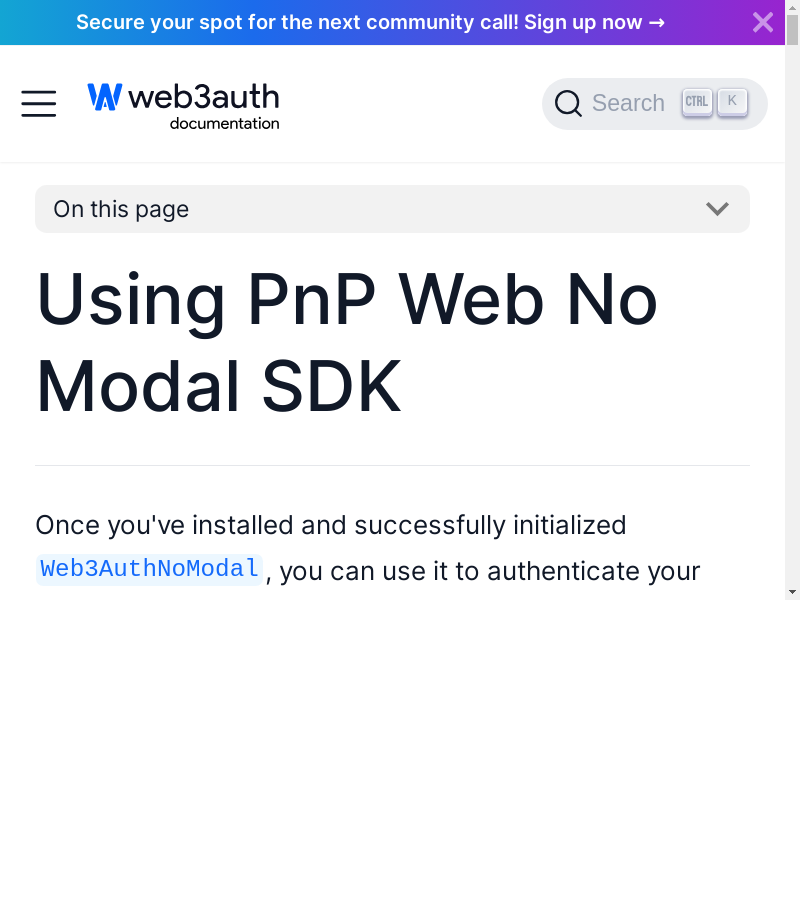 Secure your spot for the next community call! Sign up now →
web3auth
documentation
Search CTRL K
On this page
Using PnP Web No
Modal SDK
Once you've installed and successfully initialized
Web3AuthNoModal, you can use it to authenticate your